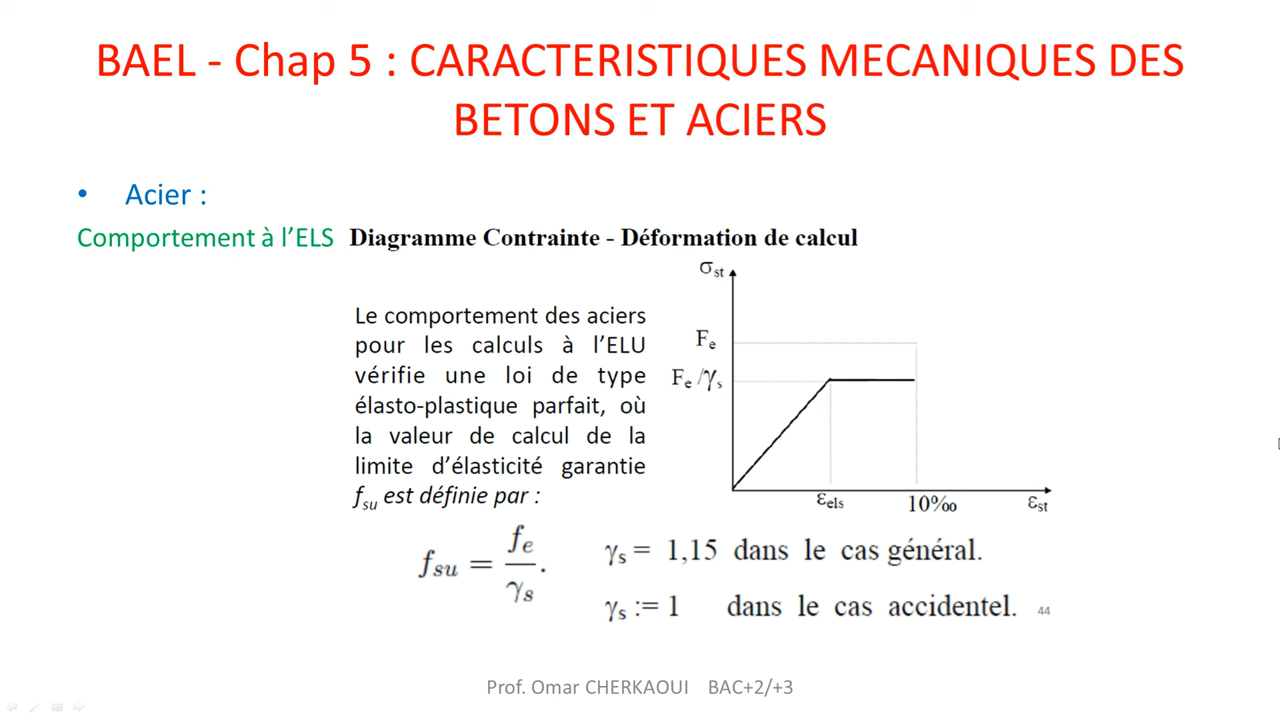 BAEL - Chap 5 : CARACTERISTIQUES MECANIQUES DES
BETONS ET ACIERS
• Acier :
Comportement à l'ELS Diagramme Contrainte - Déformation de calcul
Le comportement des aciers
pour les calculs à l'ELU
vérifie une loi de type
élasto-plastique parfait, où
la valeur de calcul de la
limite d'élasticité garantie
fsu est définie par :
σst
Fe
Fe /γs
εels 10‰ εst
fsu = fe/γs.
γs = 1,15 dans le cas général.
γs := 1 dans le cas accidentel.
44
Prof. Omar CHERKAOUI BAC+2/+3